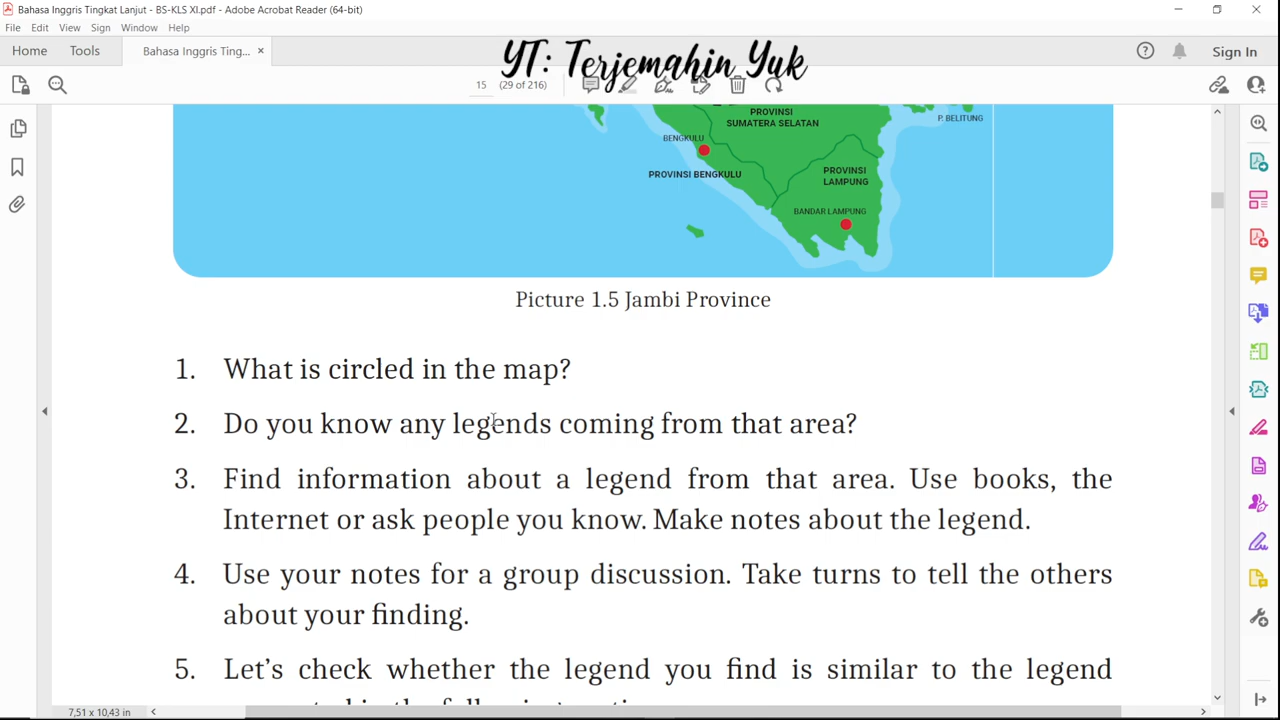 Bahasa Inggris Tingkat Lanjut - BS-KLS XI.pdf - Adobe Acrobat Reader (64-bit)
File Edit View Sign Window Help
Home Tools Bahasa Inggris Ting... × Sign In
YT: Terjemahin Yuk
15 (29 of 216)
PROVINSI
SUMATERA SELATAN
P. BELITUNG
BENGKULU
PROVINSI BENGKULU
PROVINSI
LAMPUNG
BANDAR LAMPUNG
Picture 1.5 Jambi Province
1. What is circled in the map?
2. Do you know any legends coming from that area?
3. Find information about a legend from that area. Use books, the
Internet or ask people you know. Make notes about the legend.
4. Use your notes for a group discussion. Take turns to tell the others
about your finding.
5. Let's check whether the legend you find is similar to the legend
7,51 x 10,43 in